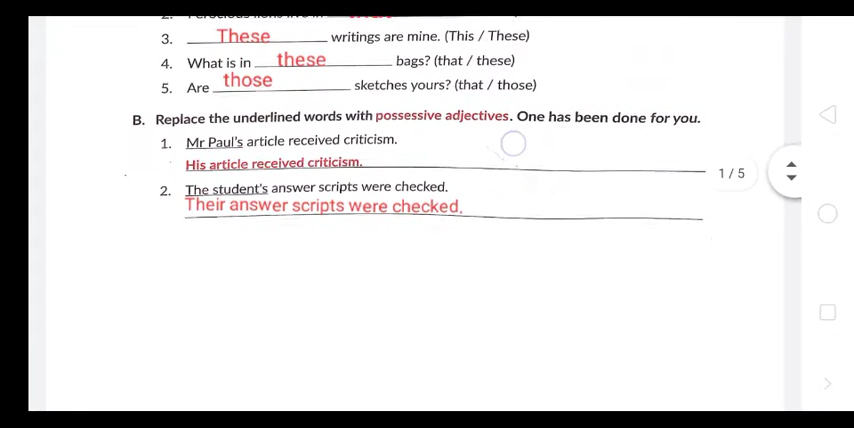 3. These writings are mine. (This / These)
4. What is in these bags? (that / these)
5. Are those sketches yours? (that / those)
B. Replace the underlined words with possessive adjectives. One has been done for you.
1. Mr Paul's article received criticism.
His article received criticism.
1 / 5
2. The student's answer scripts were checked.
Their answer scripts were checked.